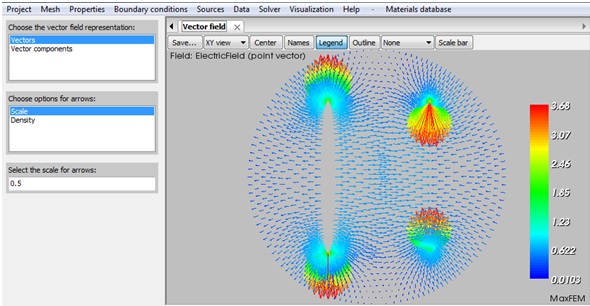 Project Mesh Properties Boundary conditions Sources Data Solver Visualization Help · Materials database
Choose the vector field representation:
Vectors
Vector components
Choose options for arrows:
Scale
Density
Select the scale for arrows:
0.5
Vector field
Save... XY view Center Names Legend Outline None Scale bar
Field: ElectricField (point vector)
3.68
3.07
2.46
1.85
1.23
0.622
0.0103
MaxFEM